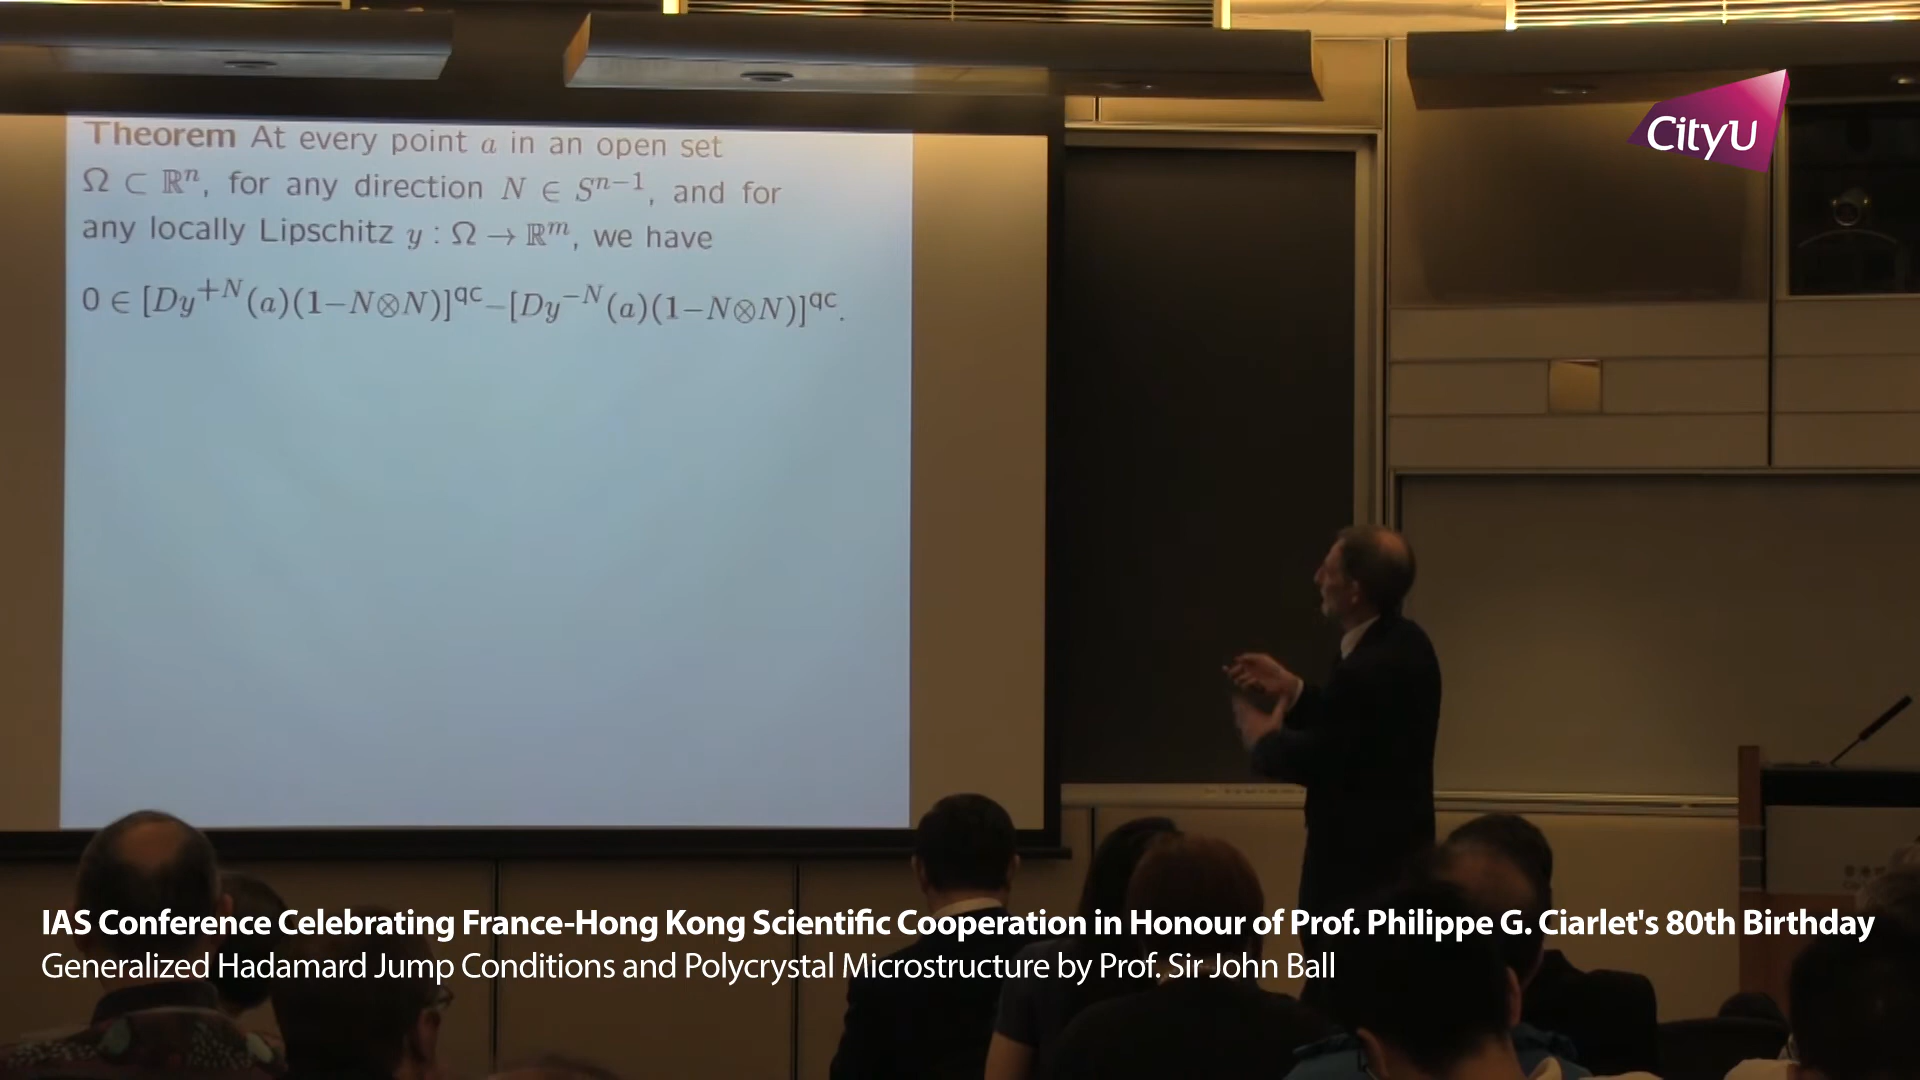 Theorem At every point a in an open set
Ω ⊂ ℝⁿ, for any direction N ∈ Sⁿ⁻¹, and for
any locally Lipschitz y : Ω → ℝᵐ, we have
0 ∈ [Dy⁺ᴺ(a)(1−N⊗N)]^qc−[Dy⁻ᴺ(a)(1−N⊗N)]^qc.
CityU
IAS Conference Celebrating France-Hong Kong Scientific Cooperation in Honour of Prof. Philippe G. Ciarlet's 80th Birthday
Generalized Hadamard Jump Conditions and Polycrystal Microstructure by Prof. Sir John Ball